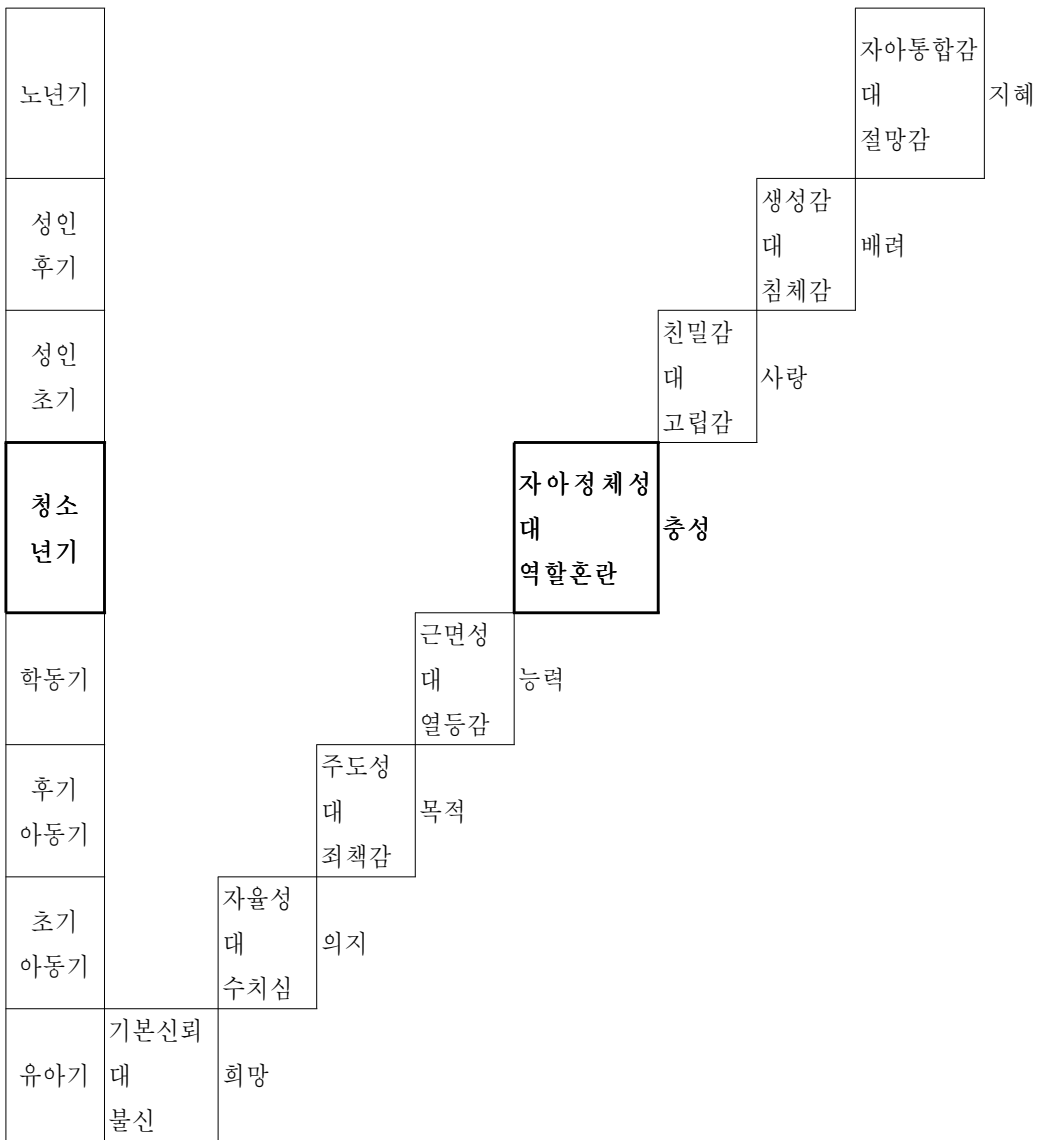 노년기
자아통합감
대
절망감
지혜
성인
후기
생성감
대
침체감
배려
성인
초기
친밀감
대
고립감
사랑
청소
년기
자아정체성
대
역할혼란
충성
학동기
근면성
대
열등감
능력
후기
아동기
주도성
대
죄책감
목적
초기
아동기
자율성
대
수치심
의지
유아기
기본신뢰
대
불신
희망